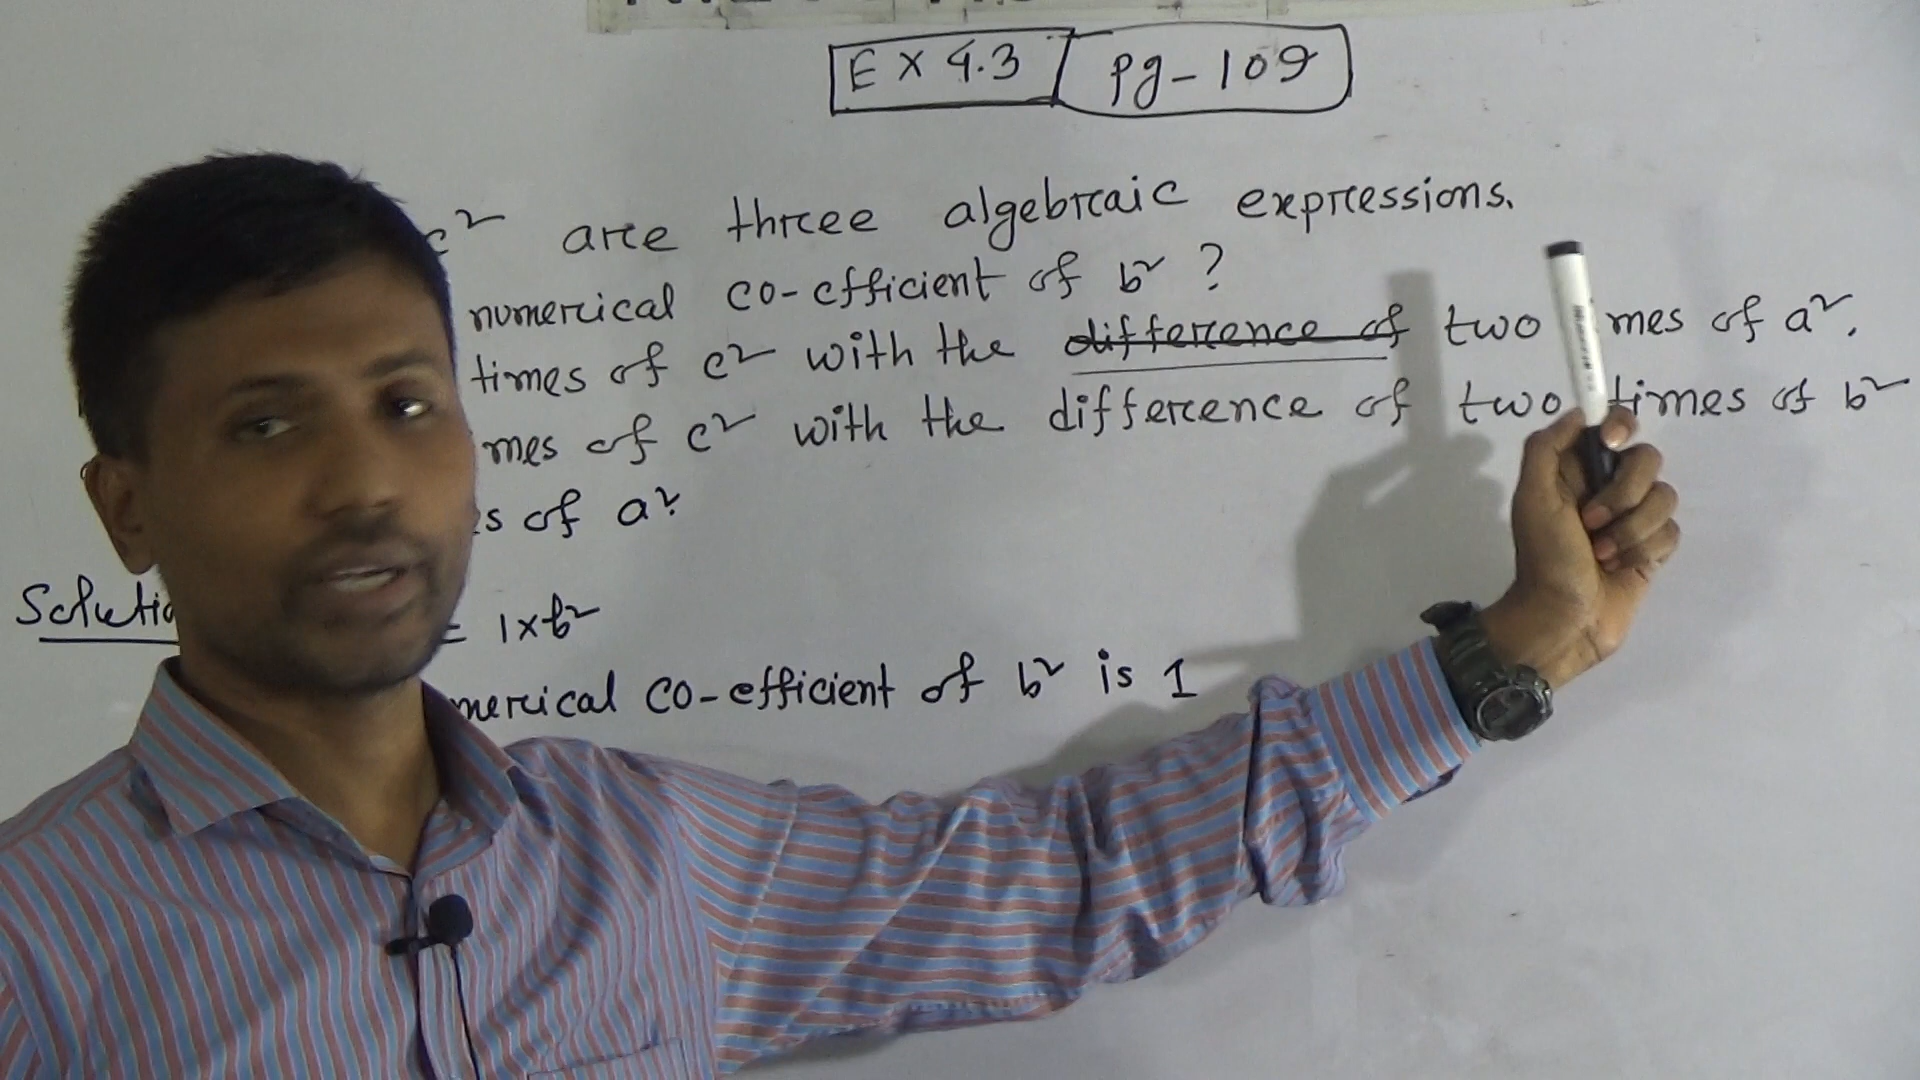 Ex 4.3 pg-109
c² are three algebraic expressions.
numerical co-efficient of b² ?
times of c² with the difference of two mes of a².
mes of c² with the difference of two times of b²
s of a².
Solutio = 1×b²
merical co-efficient of b² is 1